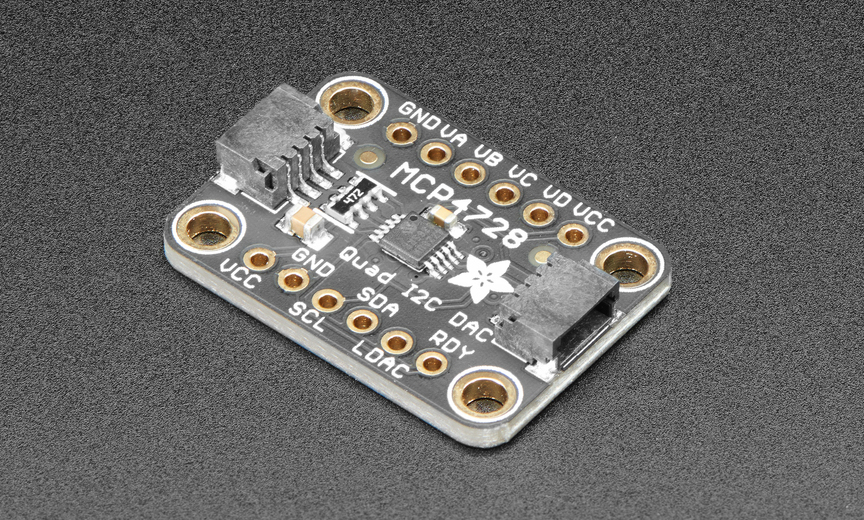 GND VA VB VC VD VCC
MCP4728
472
Quad I2C DAC
VCC GND SCL SDA LDAC RDY